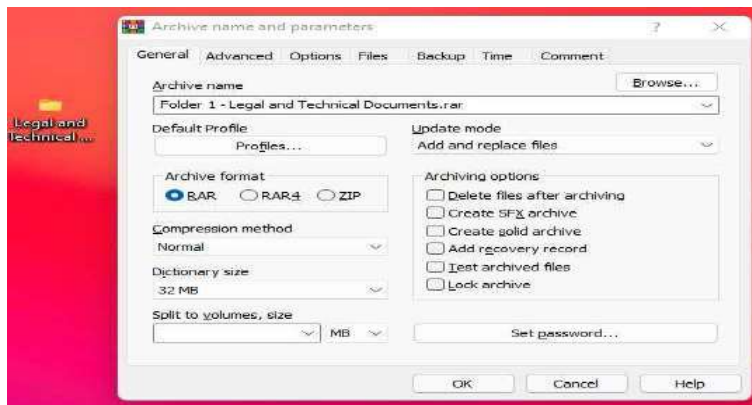 Archive name and parameters
? ×
General Advanced Options Files Backup Time Comment
Archive name
Browse...
Folder 1 - Legal and Technical Documents.rar
Default Profile
Profiles...
Update mode
Add and replace files
Archive format
RAR RAR4 ZIP
Compression method
Normal
Dictionary size
32 MB
Split to volumes, size
MB
Archiving options
Delete files after archiving
Create SFX archive
Create solid archive
Add recovery record
Test archived files
Lock archive
Set password...
OK Cancel Help
Legal and
Technical ...